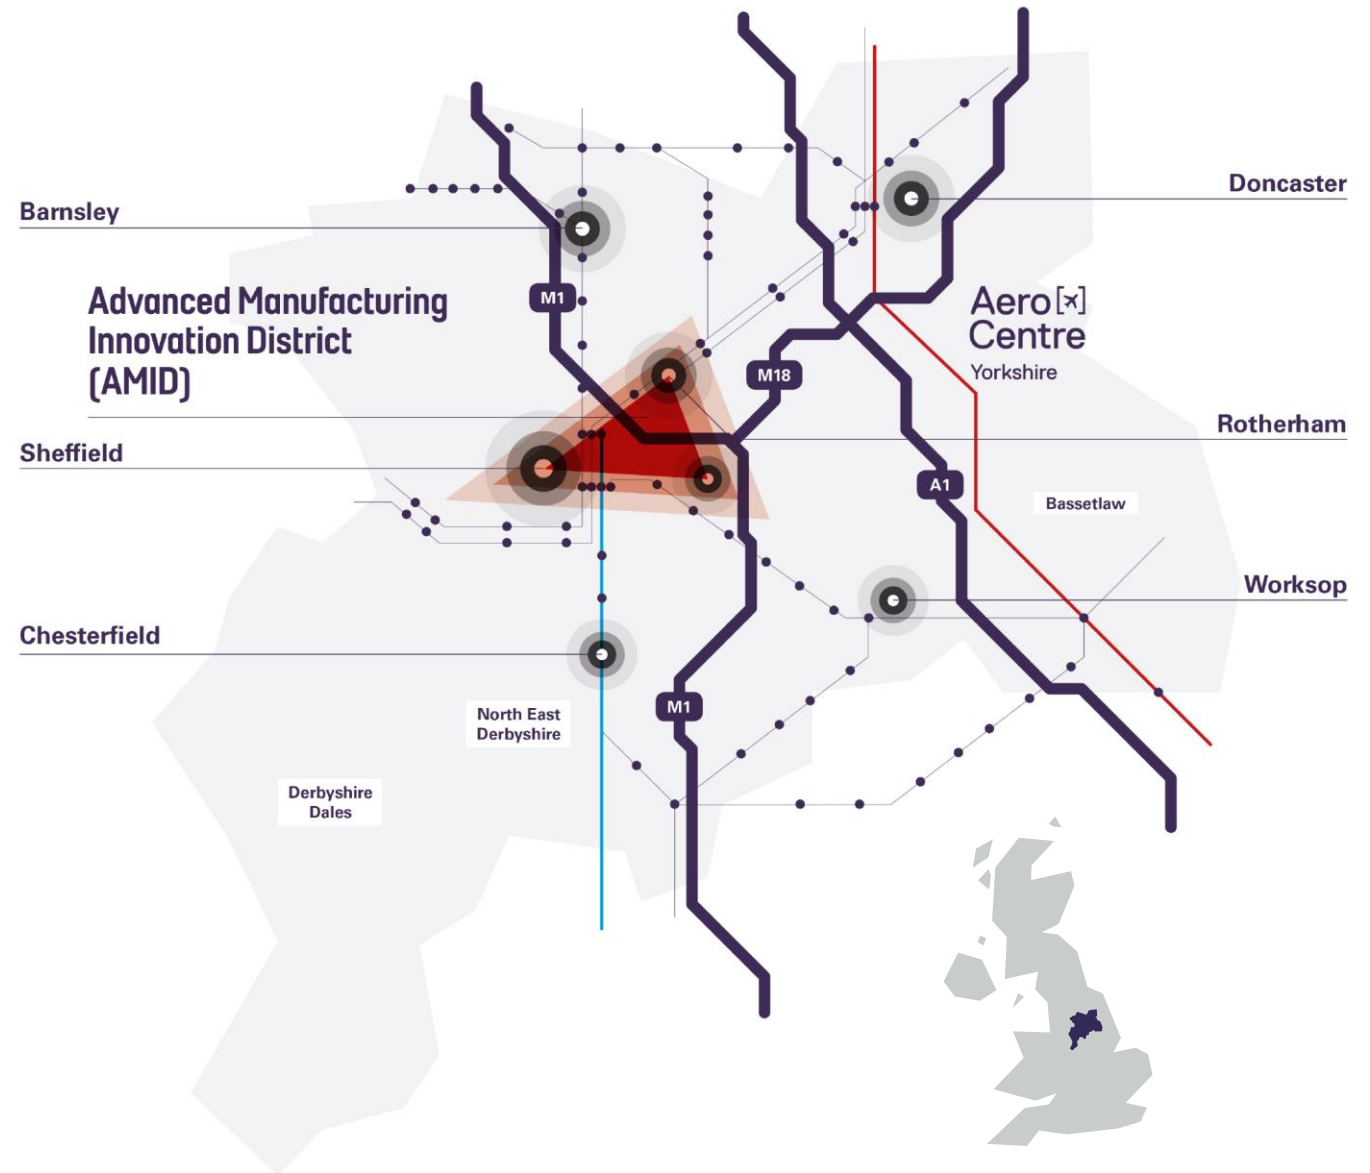 Doncaster
Barnsley
M1
Advanced Manufacturing
Innovation District
(AMID)
Aero
Centre
Yorkshire
M18
Rotherham
Sheffield
A1
Bassetlaw
Worksop
Chesterfield
M1
North East
Derbyshire
Derbyshire
Dales